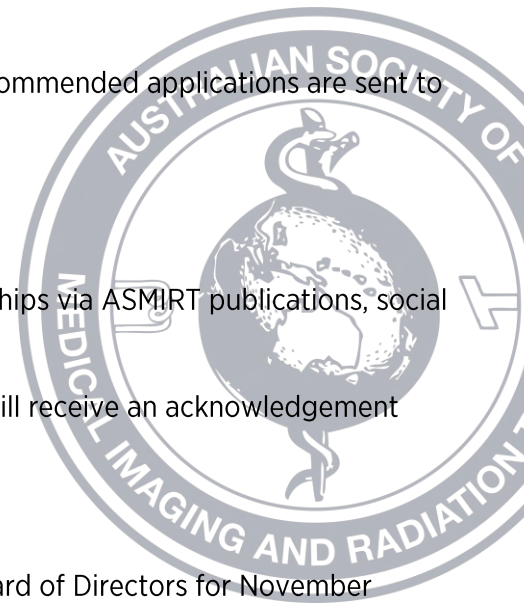 ommended applications are sent to
AUSTRALIAN SOCIETY OF
hips via ASMIRT publications, social
ill receive an acknowledgement
MEDICAL IMAGING AND RADIATION T
ard of Directors for November